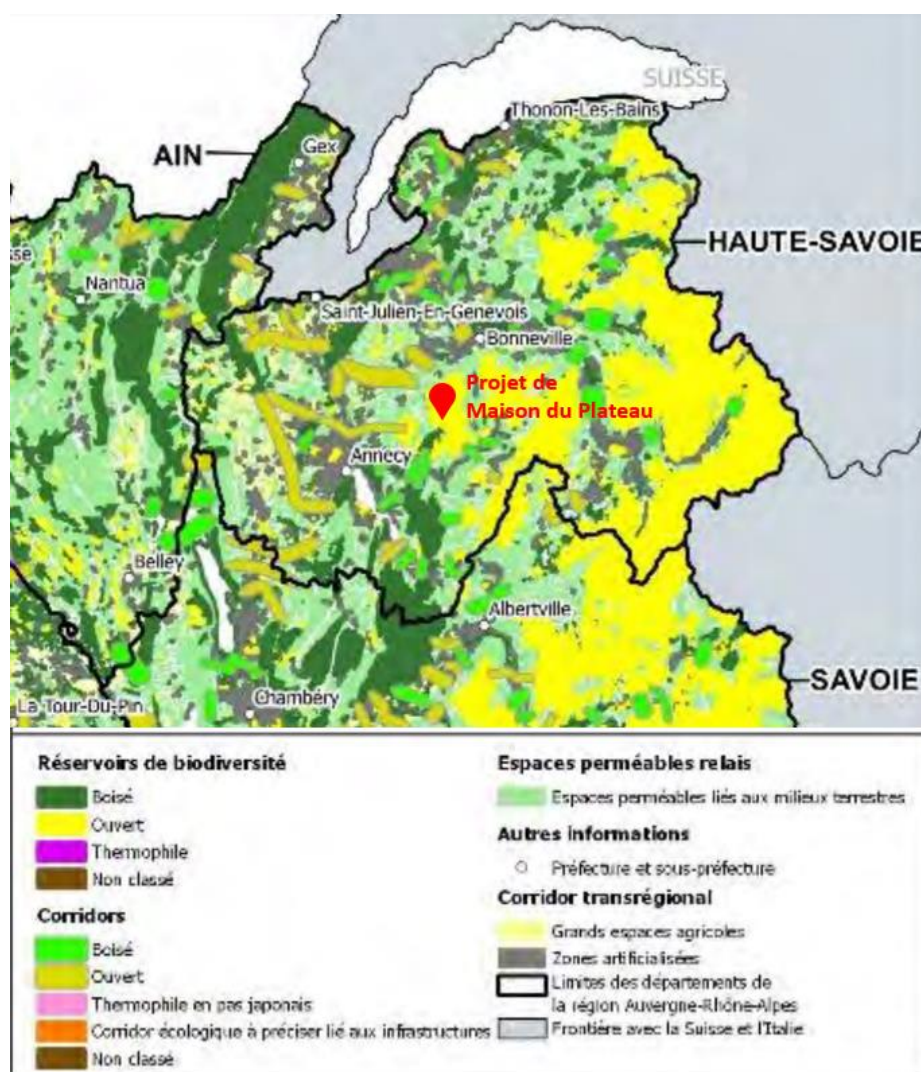 SUISSE
Thonon-Les-Bains
AIN
Gex
HAUTE-SAVOIE
Nantua
Saint-Julien-En-Genevois
Bonneville
Projet de
Maison du Plateau
Annecy
Belley
Albertville
SAVOIE
Chambéry
La Tour-Du-Pin
Réservoirs de biodiversité
Boisé
Ouvert
Thermophile
Non classé
Corridors
Boisé
Ouvert
Thermophile en pas japonais
Corridor écologique à préciser lié aux infrastructures
Non classé
Espaces perméables relais
Espaces perméables liés aux milieux terrestres
Autres informations
Préfecture et sous-préfecture
Corridor transrégional
Grands espaces agricoles
Zones artificialisées
Limites des départements de
la région Auvergne-Rhône-Alpes
Frontière avec la Suisse et l'Italie